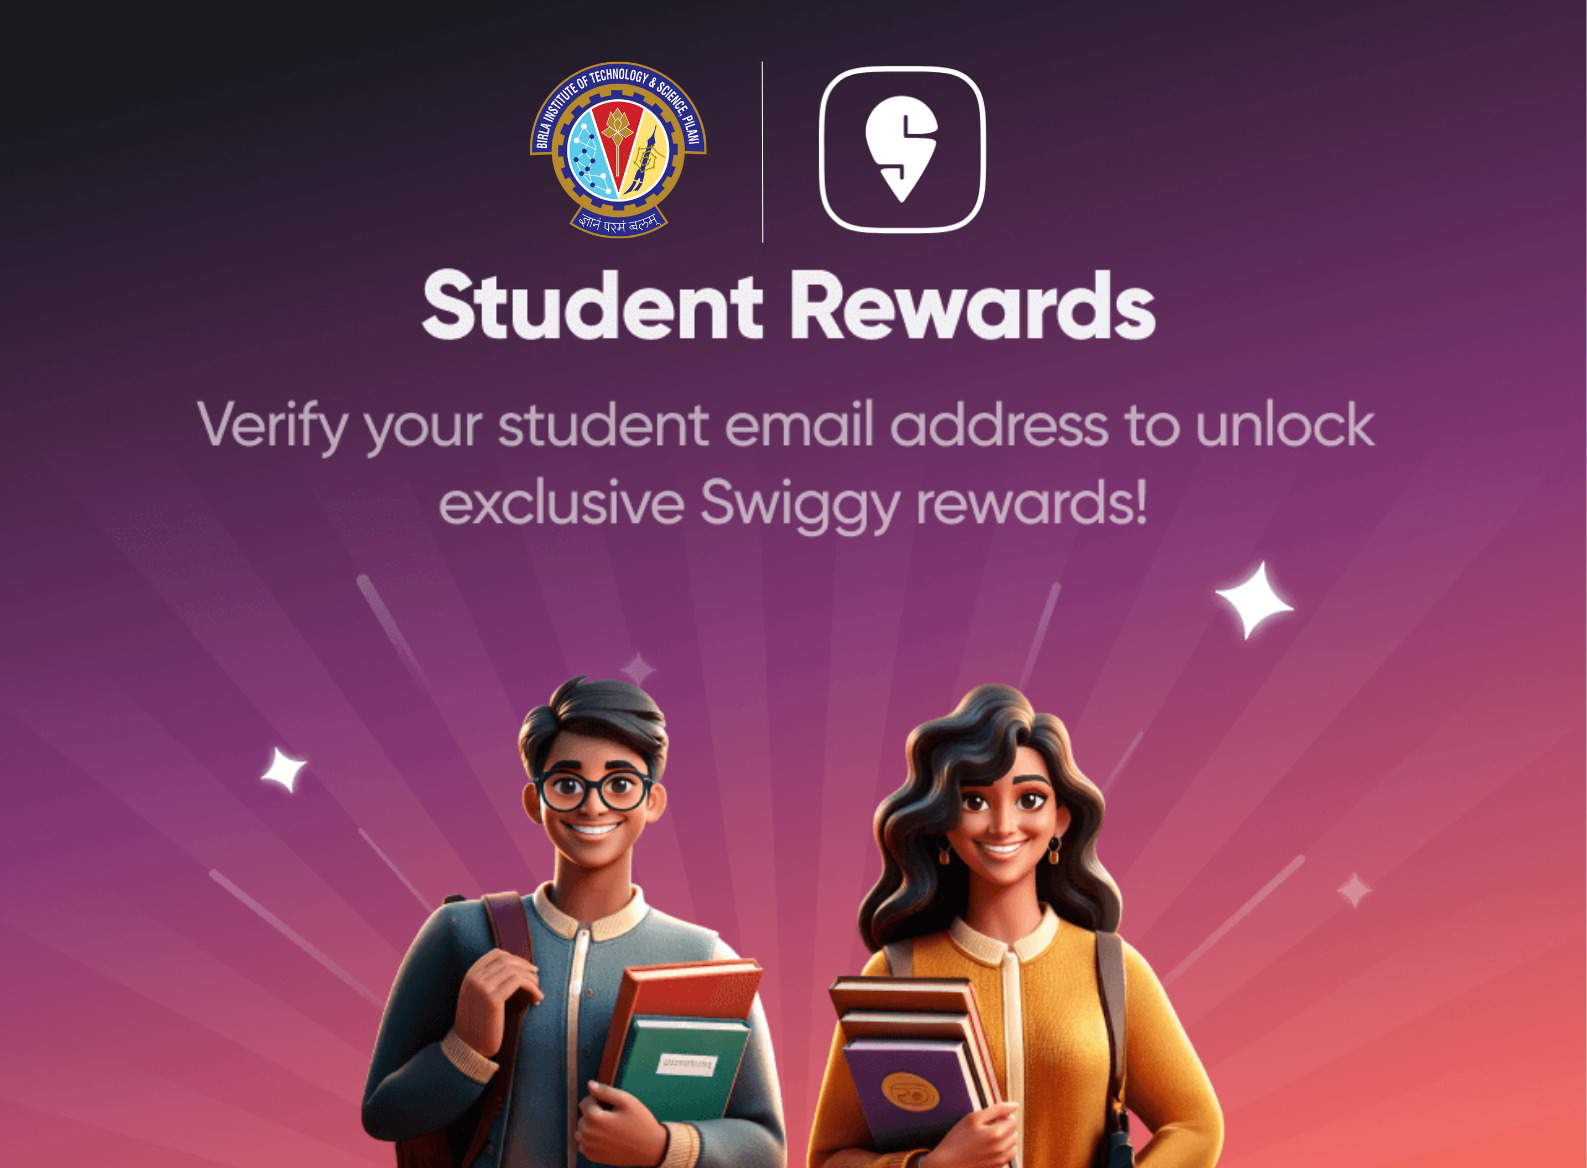 BIRLA INSTITUTE OF TECHNOLOGY & SCIENCE, PILANI
ज्ञानं परमं बलम्
Student Rewards
Verify your student email address to unlock
exclusive Swiggy rewards!